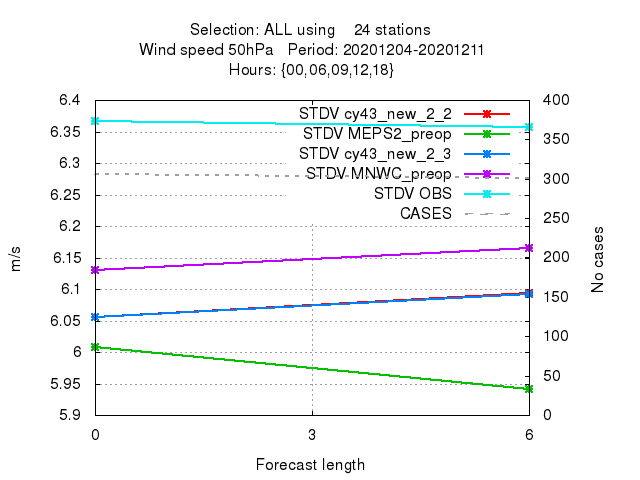 Selection: ALL using 24 stations
Wind speed 50hPa Period: 20201204-20201211
Hours: {00,06,09,12,18}
STDV cy43_new_2_2
STDV MEPS2_preop
STDV cy43_new_2_3
STDV MNWC_preop
STDV OBS
CASES
6.4
6.35
6.3
6.25
6.2
6.15
6.1
6.05
6
5.95
5.9
400
350
300
250
200
150
100
50
0
m/s
No cases
0
3
6
Forecast length